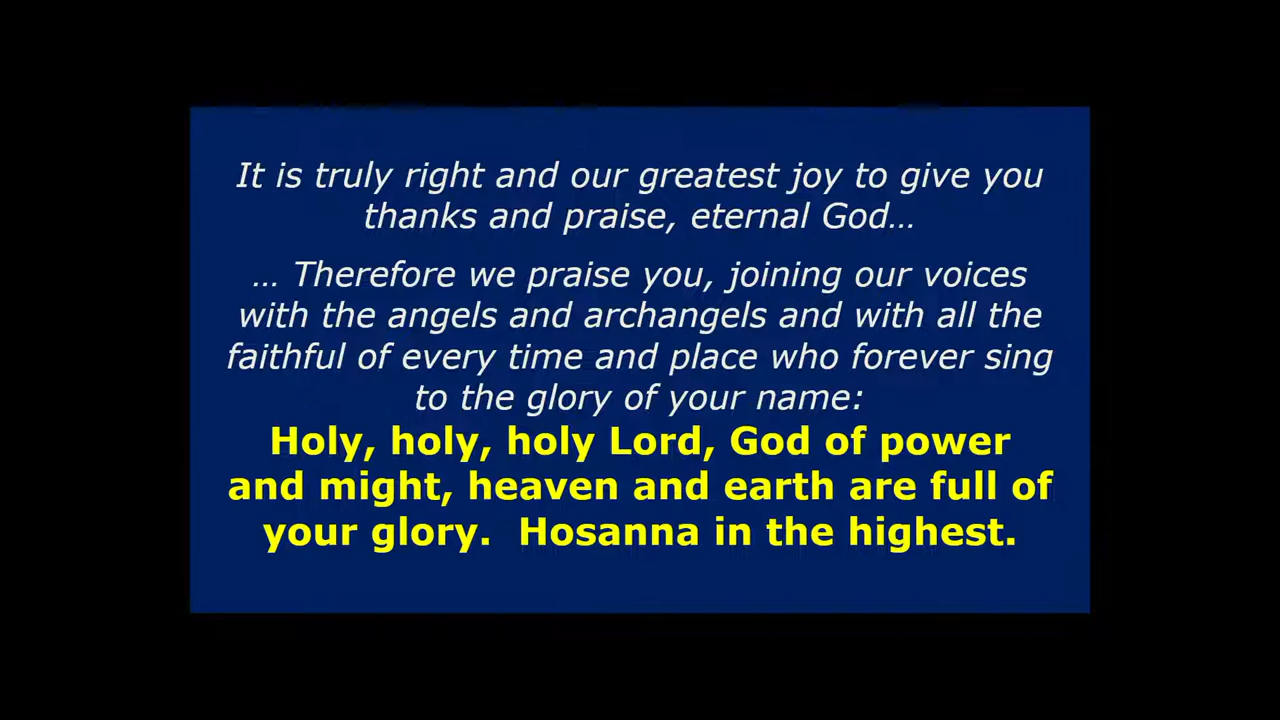 It is truly right and our greatest joy to give you
thanks and praise, eternal God…
… Therefore we praise you, joining our voices
with the angels and archangels and with all the
faithful of every time and place who forever sing
to the glory of your name:
Holy, holy, holy Lord, God of power
and might, heaven and earth are full of
your glory.  Hosanna in the highest.